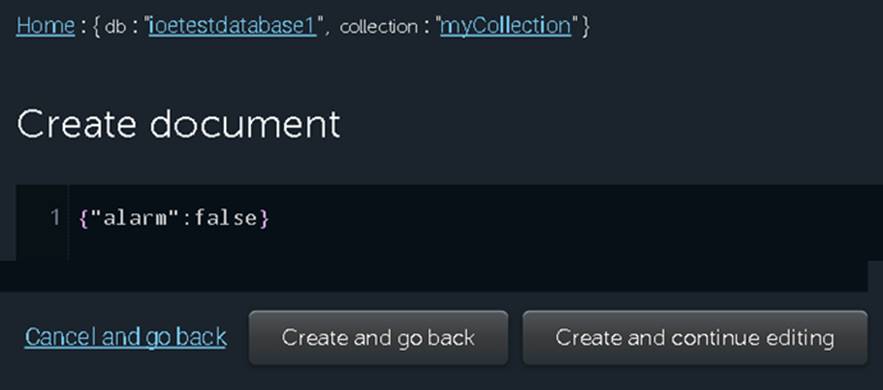 Home : { db : "ioetestdatabase1", collection : "myCollection" }
Create document
1 {"alarm":false}
Cancel and go back Create and go back Create and continue editing